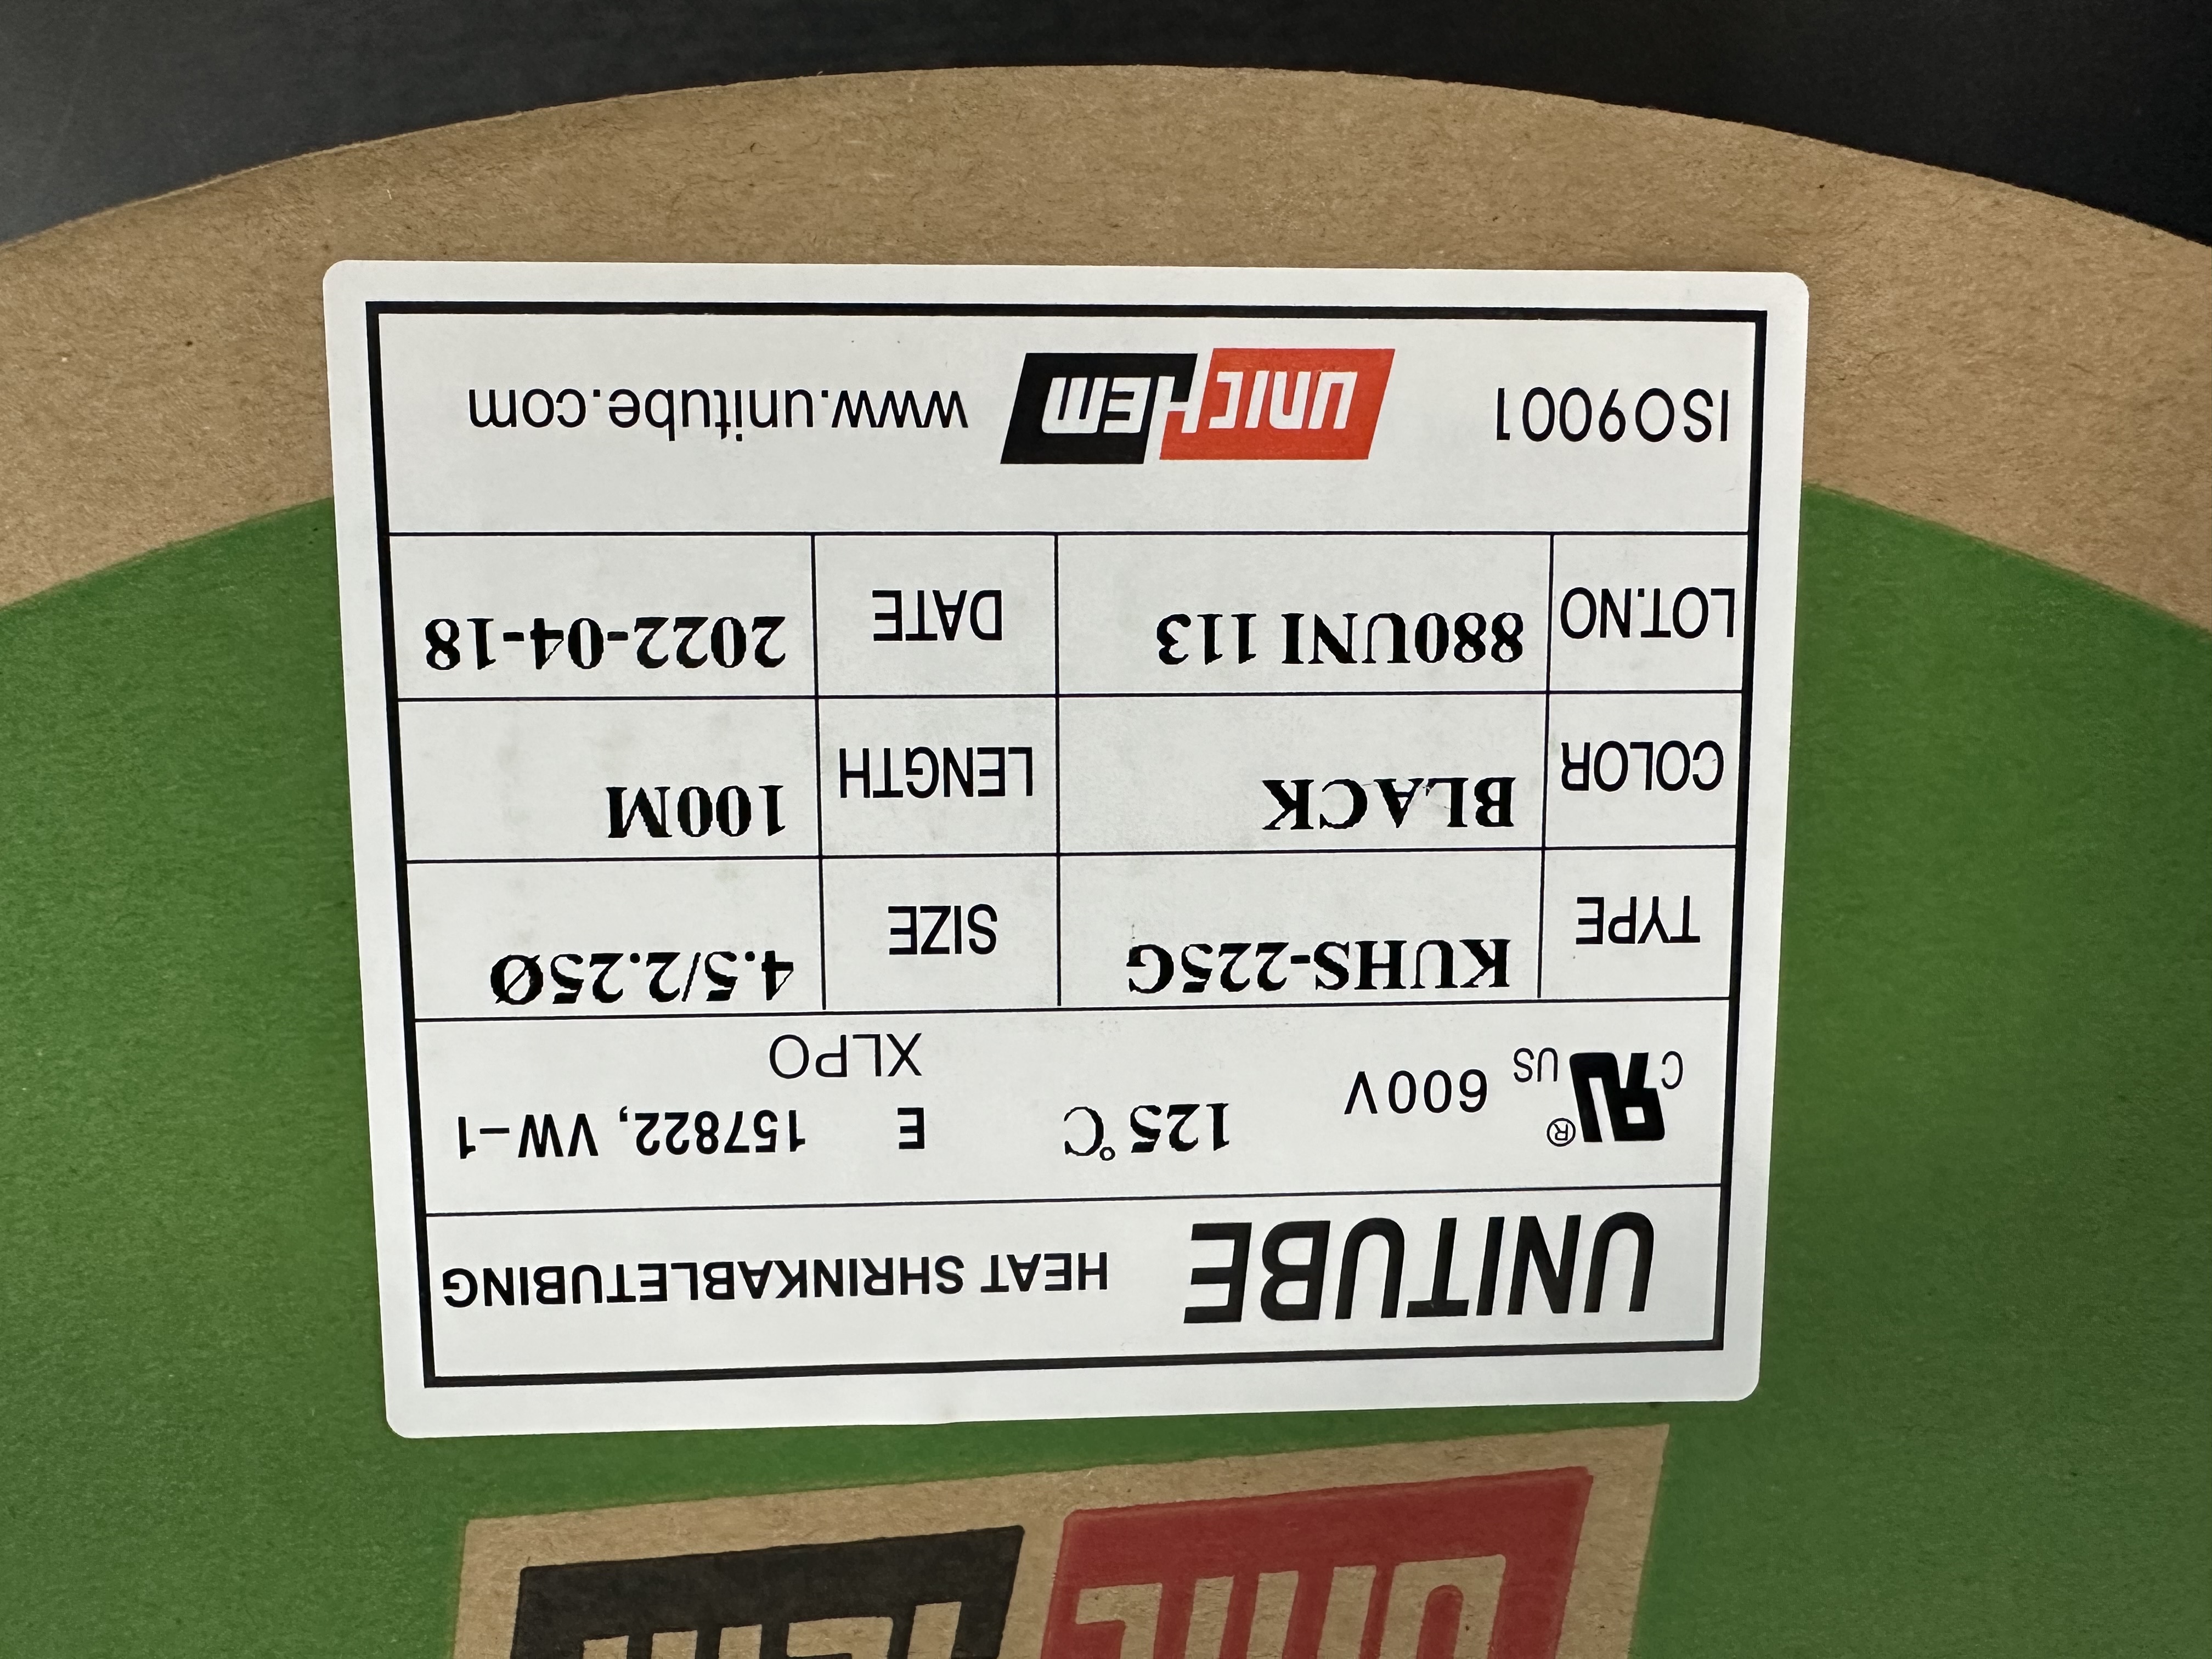 UNITUBE HEAT SHRINKABLETUBING
c RU US ® 600V 125℃ E 157822, VW-1
XLPO
TYPE KUHS-225G SIZE 4.5/2.25Ø
COLOR BLACK LENGTH 100M
LOT.NO 880UNI 113 DATE 2022-04-18
ISO9001 UNICHEM www.unitube.com